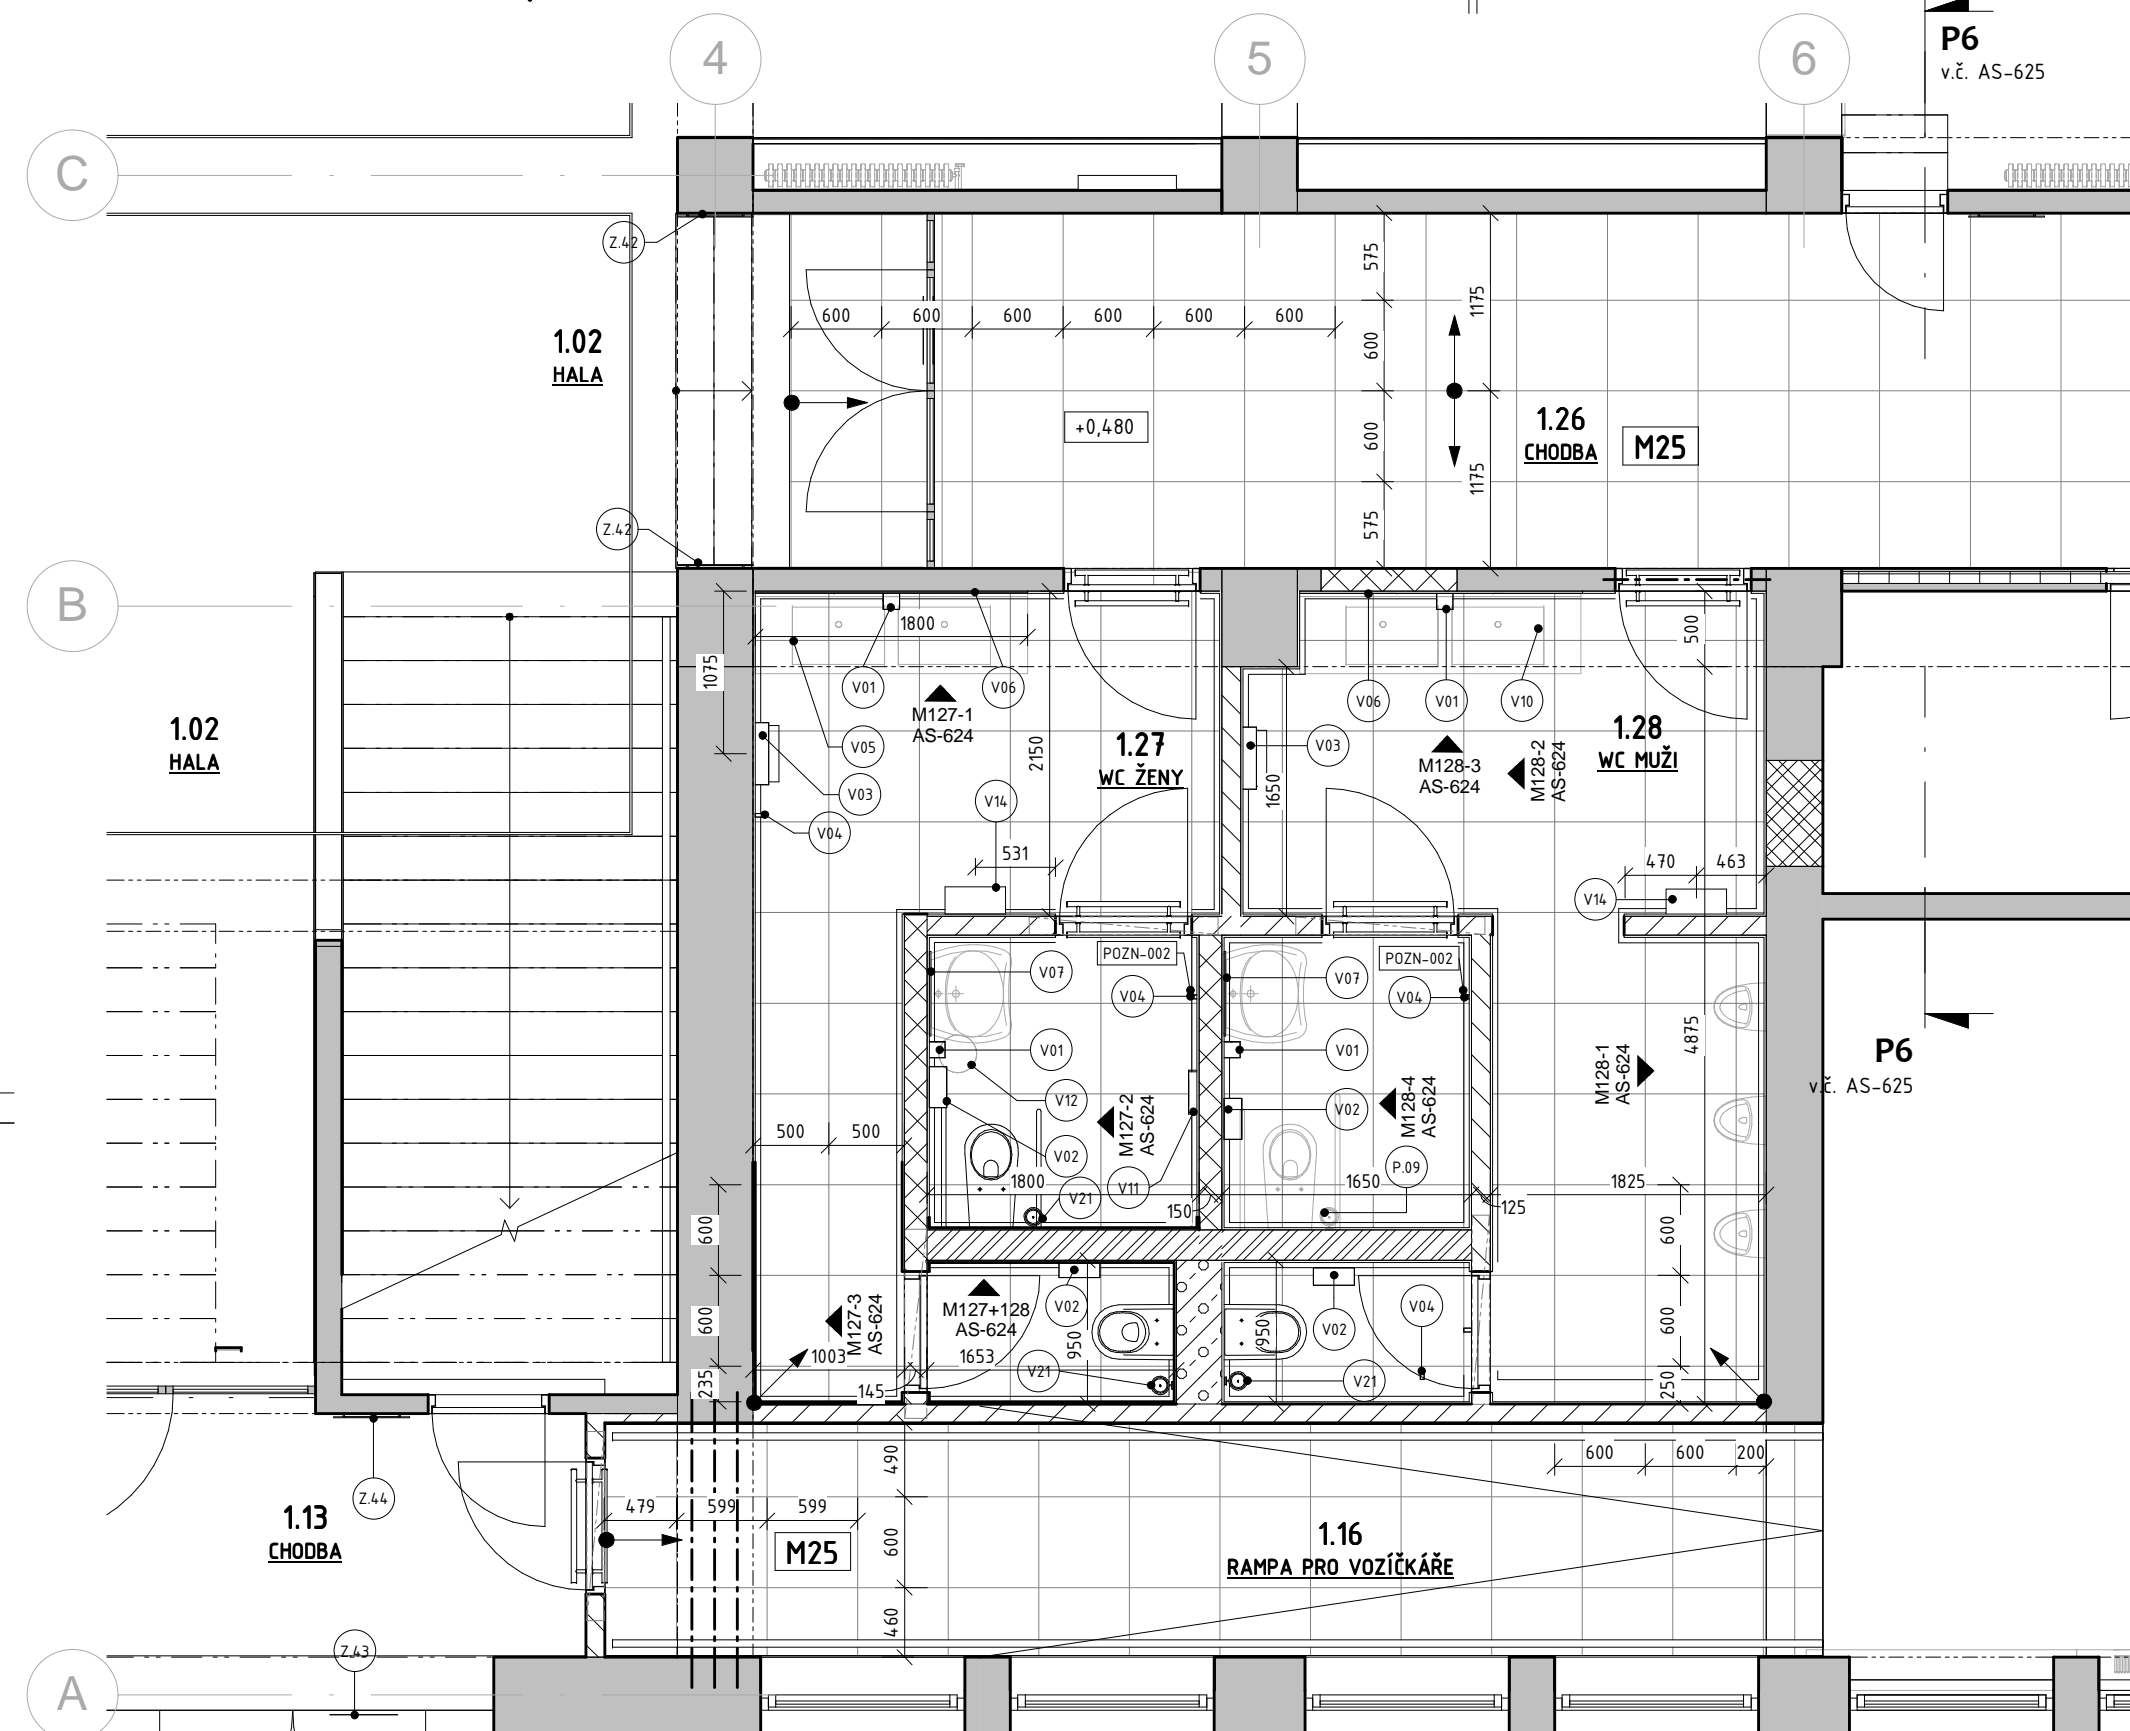 4
5
6
P6
v.č. AS-625
C
Z.42
575
1175
600
600
600
600
600
600
1.02
HALA
600
+0,480
1.26
CHODBA
M25
600
1175
575
Z.42
B
1800
500
1075
V01
V06
V06
V01
V10
M127-1
AS-624
1.02
HALA
V05
2150
1.27
WC ŽENY
V03
1.28
WC MUŽI
M128-3
AS-624
M128-2
AS-624
V03
V14
1650
V04
531
470
463
V14
POZN-002
POZN-002
V07
V04
V07
V04
4875
V01
V01
P6
v.č. AS-625
M128-1
AS-624
V12
M127-2
AS-624
V02
M128-4
AS-624
500
500
V02
P.09
1800
V21
V11
1650
1825
150
125
600
600
M127+128
AS-624
V02
V04
M127-3
AS-624
600
950
950
V02
600
1003
1653
V21
V21
235
145
250
490
600
600
200
Z.44
479
599
599
1.13
CHODBA
M25
600
1.16
RAMPA PRO VOZÍČKÁŘE
460
Z.43
A